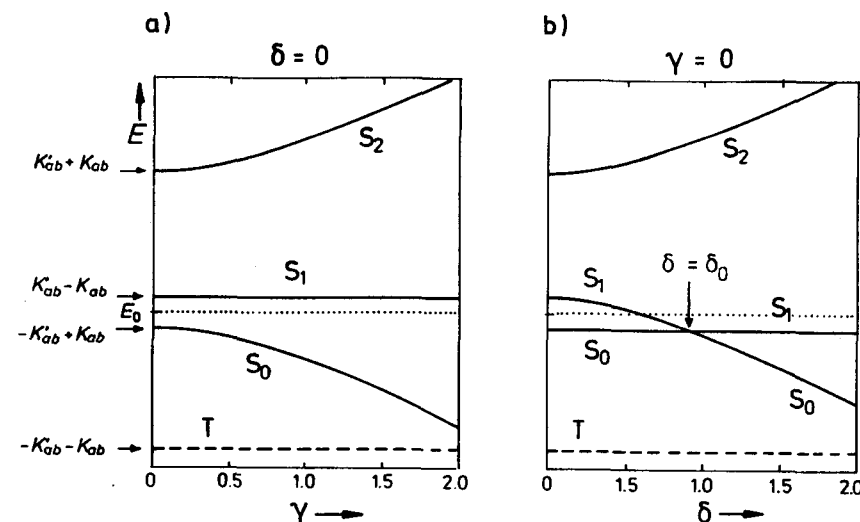 a)
δ = 0
E
K'ab + Kab
K'ab − Kab
E₀
−K'ab + Kab
−K'ab − Kab
S₂
S₁
S₀
T
0 0.5 1.0 1.5 2.0
γ
b)
γ = 0
S₂
δ = δ₀
S₁
S₁
S₀
S₀
T
0 1.5 1.0 1.5 2.0
δ